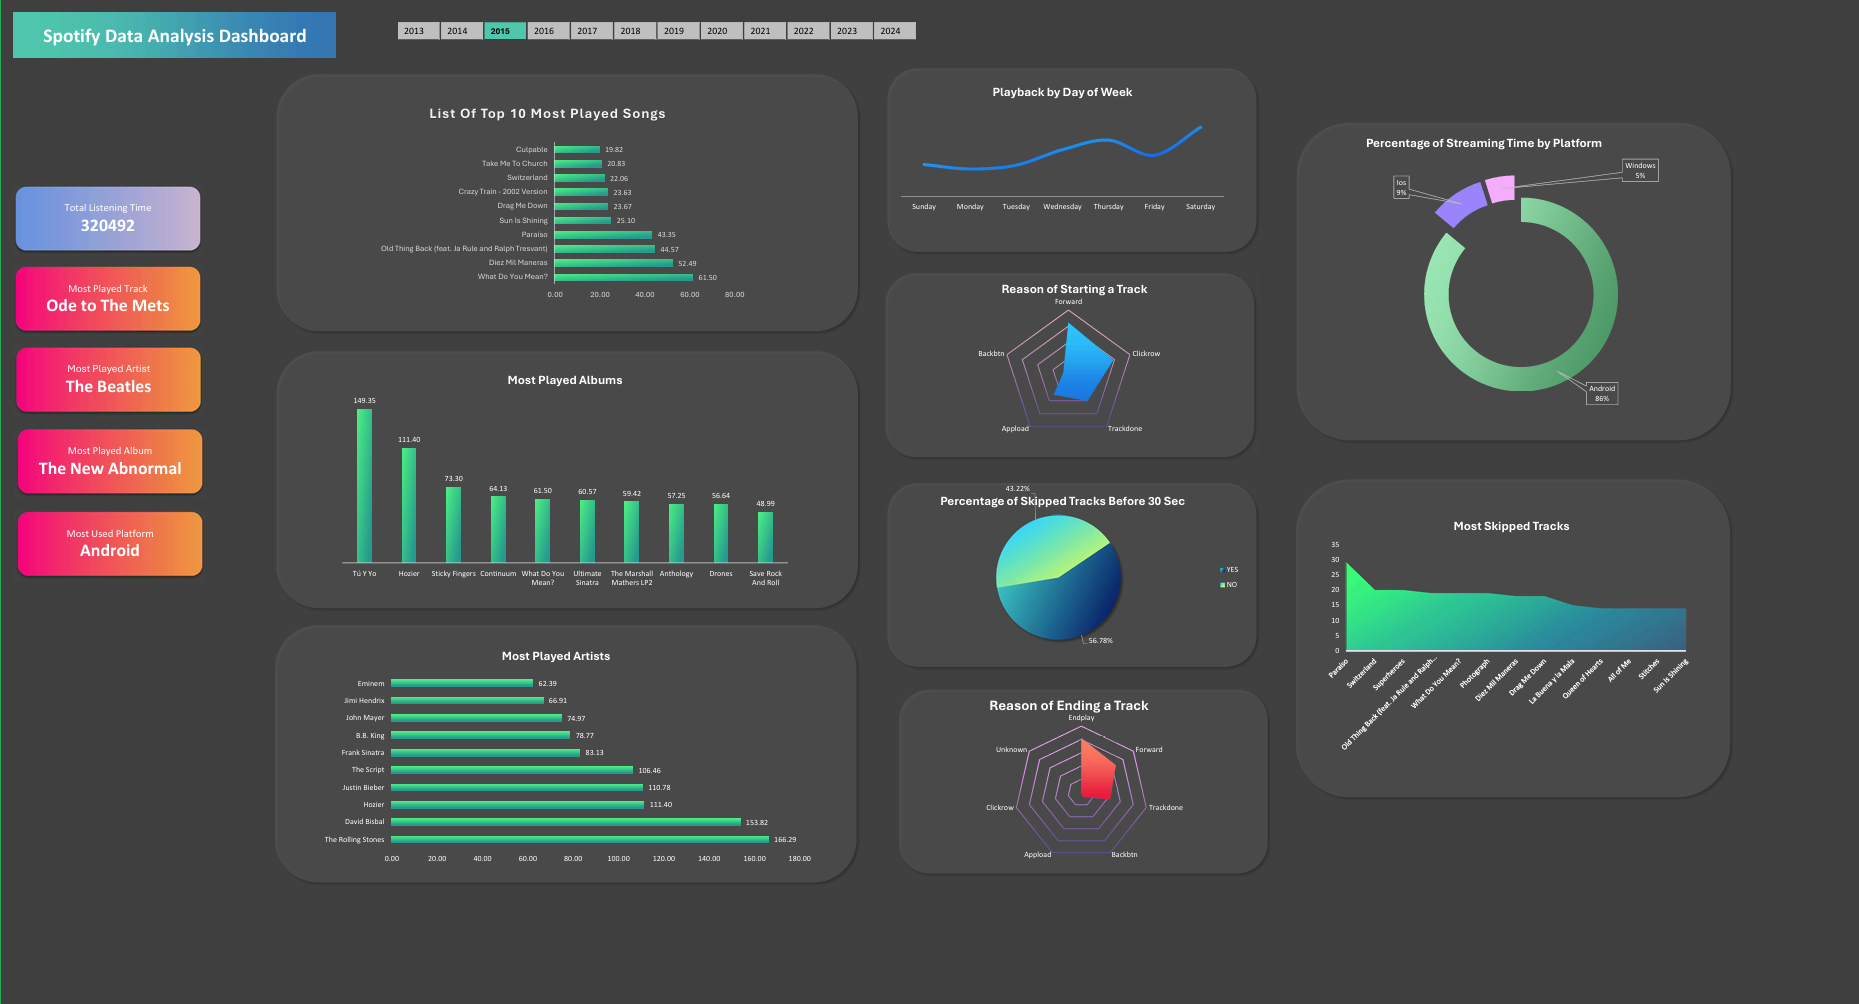 Spotify Data Analysis Dashboard
2013 2014 2015 2016 2017 2018 2019 2020 2021 2022 2023 2024
Total Listening Time
320492
Most Played Track
Ode to The Mets
Most Played Artist
The Beatles
Most Played Album
The New Abnormal
Most Used Platform
Android
List Of Top 10 Most Played Songs
Culpable 19.82
Take Me To Church 20.83
Switzerland 22.06
Crazy Train - 2002 Version 23.63
Drag Me Down 23.67
Sun Is Shining 25.10
Paraíso 43.35
Old Thing Back (feat. Ja Rule and Ralph Tresvant) 44.57
Diez Mil Maneras 52.49
What Do You Mean? 61.50
0.00 20.00 40.00 60.00 80.00
Most Played Albums
149.35
111.40
73.30
64.13
61.50
60.57
59.42
57.25
56.64
48.99
Tú Y Yo
Hozier
Sticky Fingers
Continuum
What Do You
Mean?
Ultimate
Sinatra
The Marshall
Mathers LP2
Anthology
Drones
Save Rock
And Roll
Most Played Artists
Eminem 62.39
Jimi Hendrix 66.91
John Mayer 74.97
B.B. King 78.77
Frank Sinatra 83.13
The Script 106.46
Justin Bieber 110.78
Hozier 111.40
David Bisbal 153.82
The Rolling Stones 166.29
0.00 20.00 40.00 60.00 80.00 100.00 120.00 140.00 160.00 180.00
Playback by Day of Week
Sunday Monday Tuesday Wednesday Thursday Friday Saturday
Reason of Starting a Track
Forward
Backbtn
Clickrow
Appload
Trackdone
43.22%
Percentage of Skipped Tracks Before 30 Sec
YES
NO
56.78%
Reason of Ending a Track
Endplay
Unknown
Forward
Clickrow
Trackdone
Appload
Backbtn
Percentage of Streaming Time by Platform
Windows
5%
Ios
9%
Android
86%
Most Skipped Tracks
35
30
25
20
15
10
5
0
Paraíso
Switzerland
Superheroes
Old Thing Back (feat. Ja Rule and Ralph...
What Do You Mean?
Photograph
Diez Mil Maneras
Drag Me Down
La Buena y la Mala
Queen of Hearts
All of Me
Stitches
Sun Is Shining